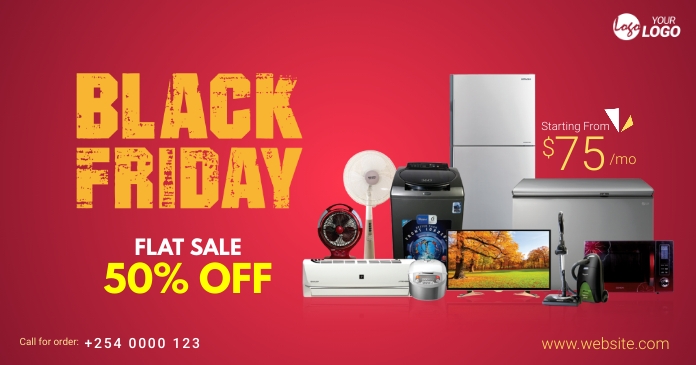 Logo
YOUR
LOGO
BLACK
FRIDAY
Starting From
$75/mo
FLAT SALE
50% OFF
Call for order: +254 0000 123
www.website.com